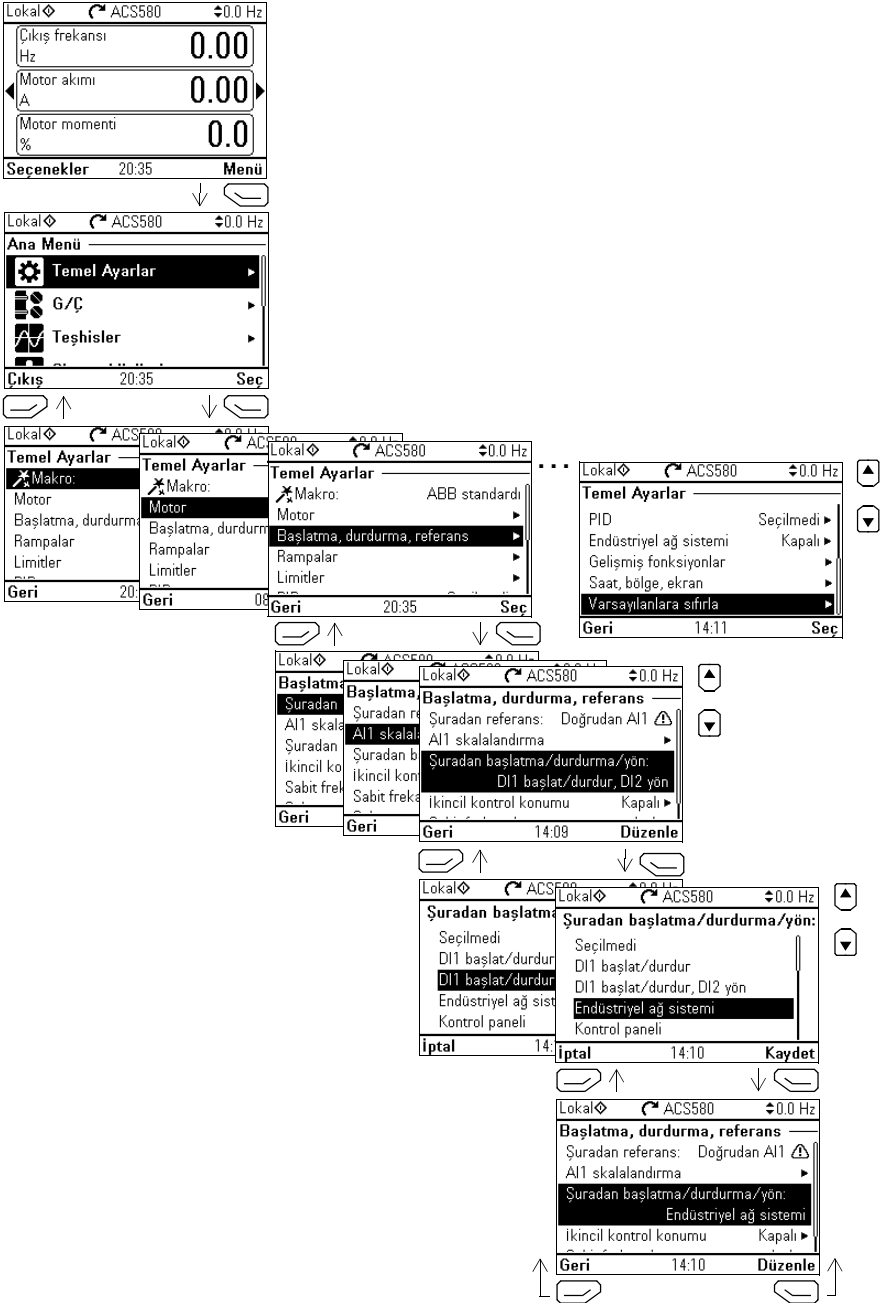 Lokal ACS580 0.0 Hz
Çıkış frekansı
Hz
0.00
Motor akımı
A
0.00
Motor momenti
%
0.0
Seçenekler 20:35 Menü
Lokal ACS580 0.0 Hz
Ana Menü
Temel Ayarlar
G/Ç
Teşhisler
Çıkış 20:35 Seç
Lokal ACS5
Temel Ayarlar
Makro:
Motor
Başlatma, durdurma
Rampalar
Limitler
Geri 20:
Lokal ACS
Temel Ayarlar
Makro:
Motor
Başlatma, durdurm
Rampalar
Limitler
Geri 08
Lokal ACS580 0.0 Hz
Temel Ayarlar
Makro: ABB standardı
Motor
Başlatma, durdurma, referans
Rampalar
Limitler
Geri 20:35 Seç
...
Lokal ACS580 0.0 Hz
Temel Ayarlar
PID Seçilmedi
Endüstriyel ağ sistemi Kapalı
Gelişmiş fonksiyonlar
Saat, bölge, ekran
Varsayılanlara sıfırla
Geri 14:11 Seç
Lokal
Başlatma
Şuradan
AI1 skala
Şuradan
İkincil ko
Sabit frek
Geri
Lokal
Başlatma,
Şuradan re
AI1 skalal
Şuradan b
İkincil kont
Sabit freka
Geri
Lokal ACS580 0.0 Hz
Başlatma, durdurma, referans
Şuradan referans: Doğrudan AI1
AI1 skalalandırma
Şuradan başlatma/durdurma/yön:
DI1 başlat/durdur, DI2 yön
İkincil kontrol konumu Kapalı
Geri 14:09 Düzenle
Lokal ACS580 0.0 Hz
Şuradan başlatma
Seçilmedi
DI1 başlat/durdur
DI1 başlat/durdur
Endüstriyel ağ sist
Kontrol paneli
İptal 14:
Lokal ACS580 0.0 Hz
Şuradan başlatma/durdurma/yön:
Seçilmedi
DI1 başlat/durdur
DI1 başlat/durdur, DI2 yön
Endüstriyel ağ sistemi
Kontrol paneli
İptal 14:10 Kaydet
Lokal ACS580 0.0 Hz
Başlatma, durdurma, referans
Şuradan referans: Doğrudan AI1
AI1 skalalandırma
Şuradan başlatma/durdurma/yön:
Endüstriyel ağ sistemi
İkincil kontrol konumu Kapalı
Geri 14:10 Düzenle